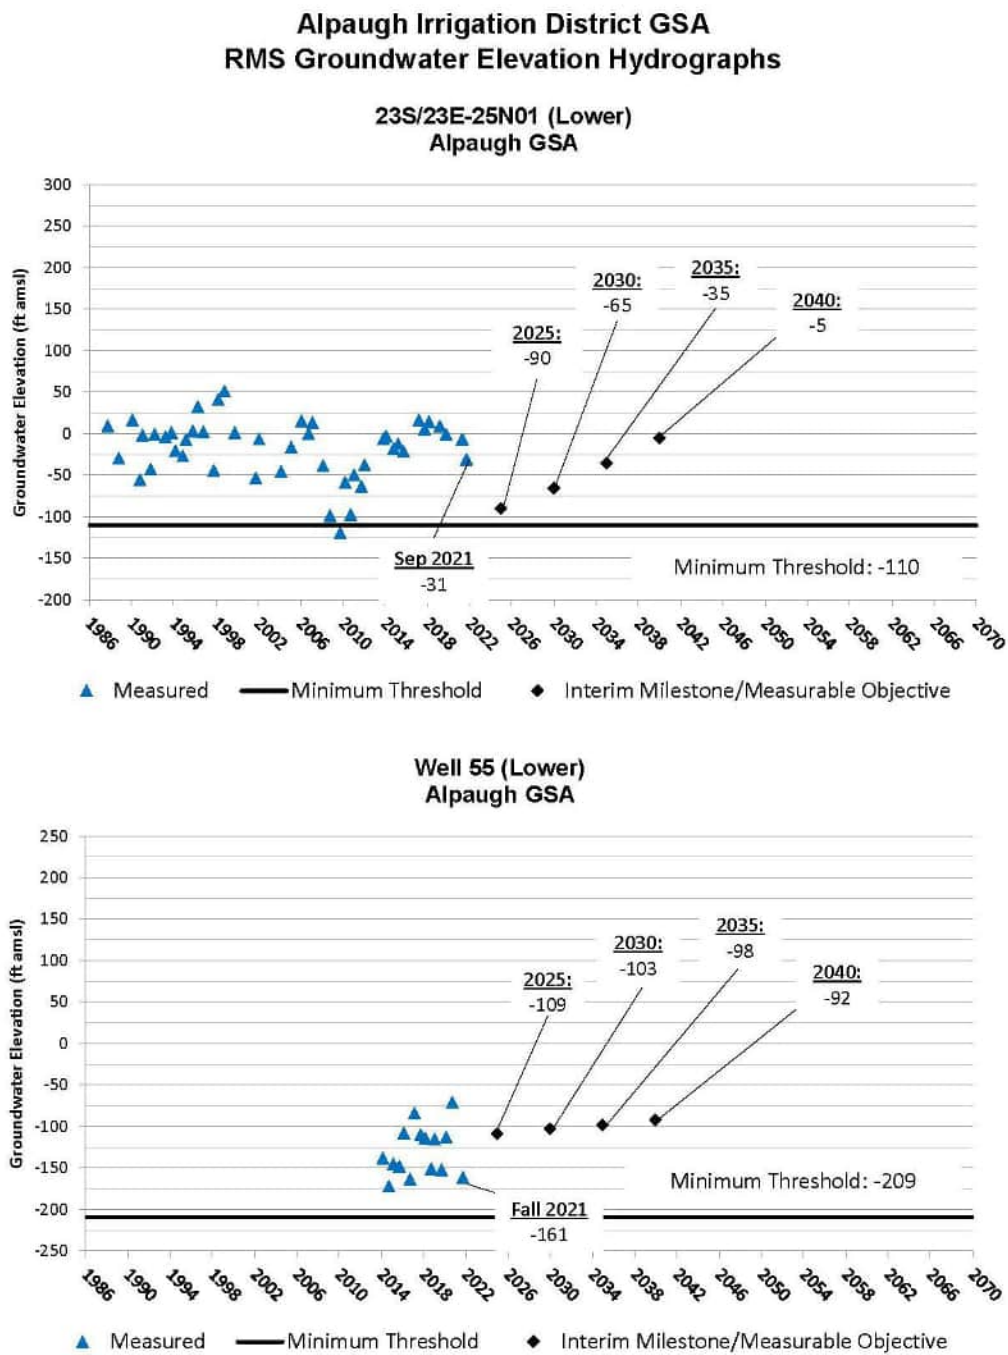 Alpaugh Irrigation District GSA
RMS Groundwater Elevation Hydrographs
23S/23E-25N01 (Lower)
Alpaugh GSA
Groundwater Elevation (ft amsl)
300
250
200
150
100
50
0
-50
-100
-150
-200
2025:
-90
2030:
-65
2035:
-35
2040:
-5
Sep 2021
-31
Minimum Threshold: -110
1986 1990 1994 1998 2002 2006 2010 2014 2018 2022 2026 2030 2034 2038 2042 2046 2050 2054 2058 2062 2066 2070
Measured Minimum Threshold Interim Milestone/Measurable Objective
Well 55 (Lower)
Alpaugh GSA
Groundwater Elevation (ft amsl)
250
200
150
100
50
0
-50
-100
-150
-200
-250
2025:
-109
2030:
-103
2035:
-98
2040:
-92
Minimum Threshold: -209
Fall 2021
-161
1986 1990 1994 1998 2002 2006 2010 2014 2018 2022 2026 2030 2034 2038 2042 2046 2050 2054 2058 2062 2066 2070
Measured Minimum Threshold Interim Milestone/Measurable Objective